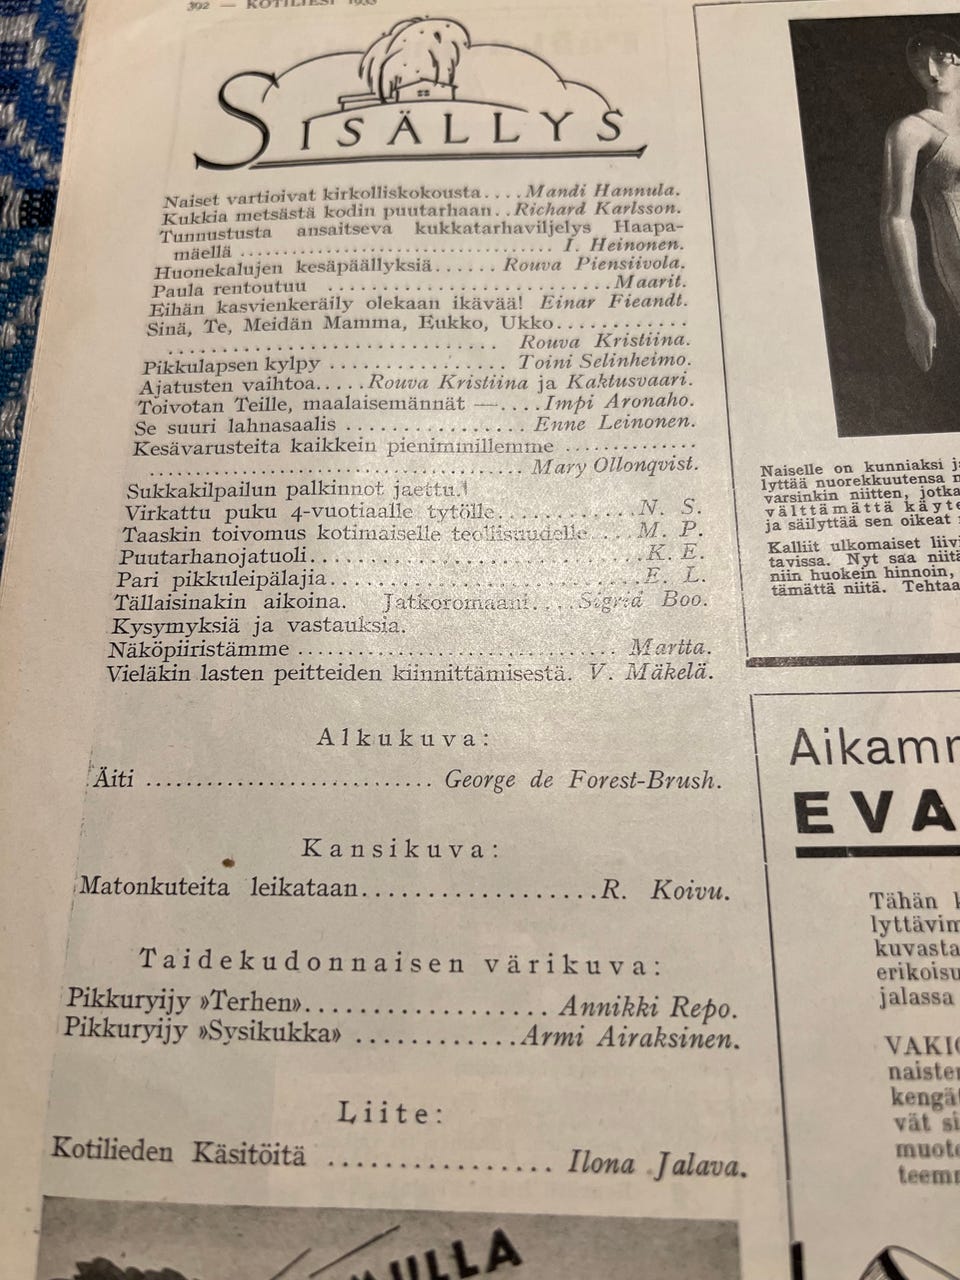 392 — KOTILIESI 1933
SISÄLLYS
Naiset vartioivat kirkolliskokousta.... Mandi Hannula.
Kukkia metsästä kodin puutarhaan.. Richard Karlsson.
Tunnustusta ansaitseva kukkatarhaviljelys Haapa-
mäellä .................................... I. Heinonen.
Huonekalujen kesäpäällyksiä...... Rouva Piensiivola.
Paula rentoutuu ................................. Maarit.
Eihän kasvienkeräily olekaan ikävää! Einar Fieandt.
Sinä, Te, Meidän Mamma, Eukko, Ukko............
.............................. Rouva Kristiina.
Pikkulapsen kylpy ................ Toini Selinheimo.
Ajatusten vaihtoa..... Rouva Kristiina ja Kaktusvaari.
Toivotan Teille, maalaisemännät —.... Impi Aronaho.
Se suuri lahnasaalis .............. Enne Leinonen.
Kesävarusteita kaikkein pienimmillemme ............
.................................. Mary Ollonqvist.
Sukkakilpailun palkinnot jaettu.
Virkattu puku 4-vuotiaalle tytölle............ N. S.
Taaskin toivomus kotimaiselle teollisuudelle.... M. P.
Puutarhanojatuoli............................. K. E.
Pari pikkuleipälajia.......................... E. L.
Tällaisinakin aikoina. Jatkoromaani.... Sigrid Boo.
Kysymyksiä ja vastauksia.
Näköpiiristämme ............................ Martta.
Vieläkin lasten peitteiden kiinnittämisestä. V. Mäkelä.
Alkukuva:
Äiti ............................ George de Forest-Brush.
Kansikuva:
Matonkuteita leikataan.................. R. Koivu.
Taidekudonnaisen värikuva:
Pikkuryijy »Terhen»................... Annikki Repo.
Pikkuryijy »Sysikukka» ............ Armi Airaksinen.
Liite:
Kotilieden Käsitöitä ................ Ilona Jalava.
Naiselle on kunniaksi
lyttää nuorekkuutensa
varsinkin niitten, jotka
välttämättä
ja säilyttää sen oikeat
Kalliit ulkomaiset
tavissa. Nyt saa
niin huokein hinnoin,
tämättä niitä.
EVA
Tähän